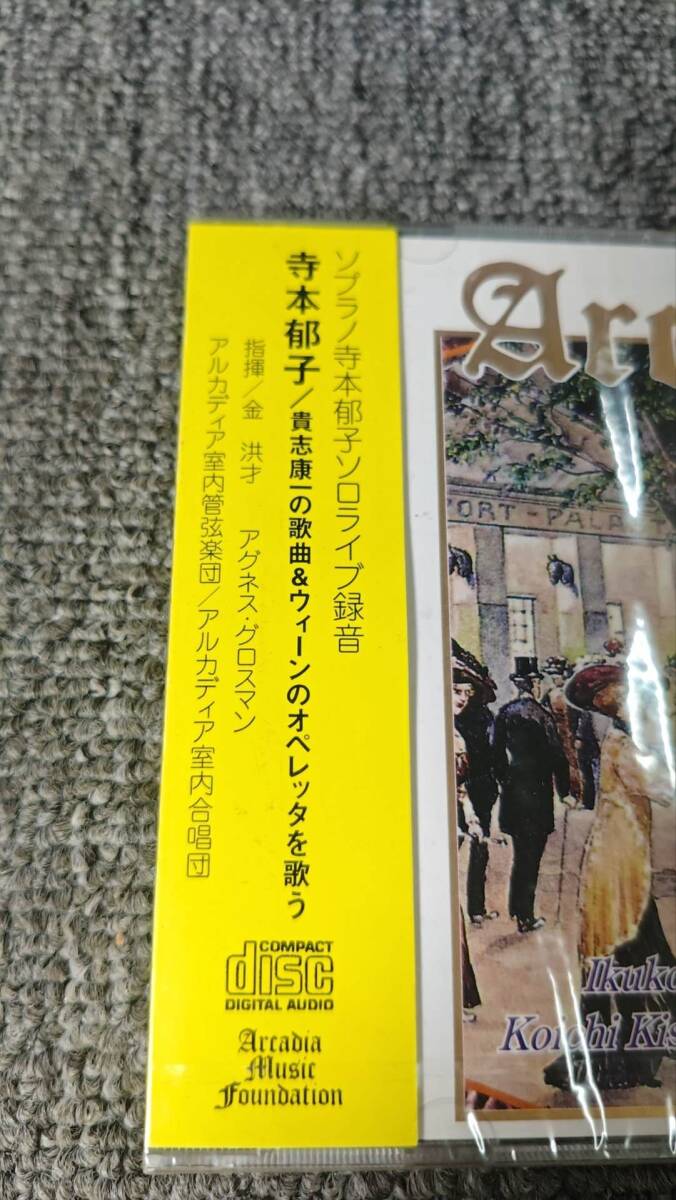 ソプラノ寺本郁子ソロライブ録音
寺本郁子/貴志康一の歌曲&ウィーンのオペレッタを歌う
指揮/金 洪才 アグネス・グロスマン
アルカディア室内管弦楽団/アルカディア室内合唱団
COMPACT
disc
DIGITAL AUDIO
Arcadia
Music
Foundation
Arc
PORT-PALA
Ikuko
Koichi Kis